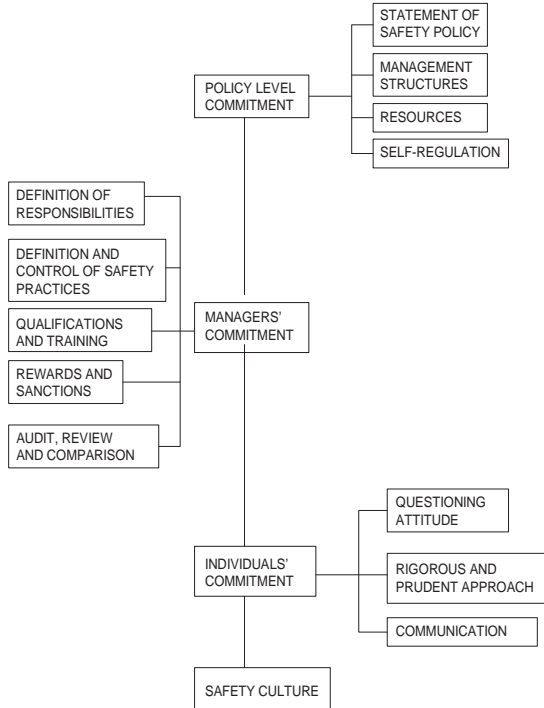 STATEMENT OF
SAFETY POLICY
MANAGEMENT
STRUCTURES
RESOURCES
SELF-REGULATION
POLICY LEVEL
COMMITMENT
DEFINITION OF
RESPONSIBILITIES
DEFINITION AND
CONTROL OF SAFETY
PRACTICES
QUALIFICATIONS
AND TRAINING
REWARDS AND
SANCTIONS
AUDIT, REVIEW
AND COMPARISON
MANAGERS'
COMMITMENT
QUESTIONING
ATTITUDE
RIGOROUS AND
PRUDENT APPROACH
COMMUNICATION
INDIVIDUALS'
COMMITMENT
SAFETY CULTURE